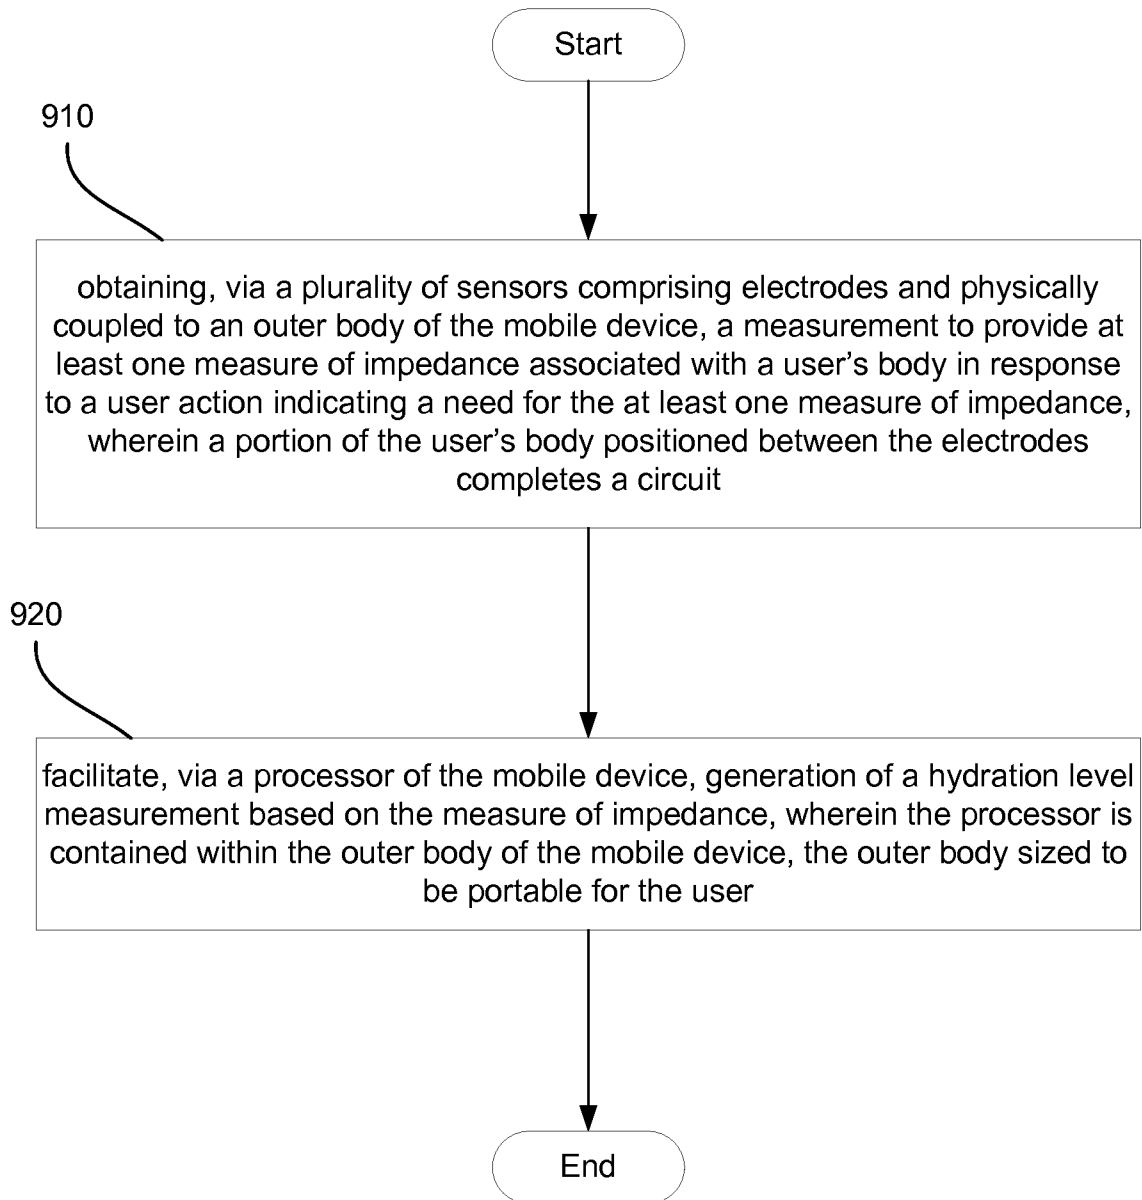 Start
910
obtaining, via a plurality of sensors comprising electrodes and physically
coupled to an outer body of the mobile device, a measurement to provide at
least one measure of impedance associated with a user's body in response
to a user action indicating a need for the at least one measure of impedance,
wherein a portion of the user's body positioned between the electrodes
completes a circuit
920
facilitate, via a processor of the mobile device, generation of a hydration level
measurement based on the measure of impedance, wherein the processor is
contained within the outer body of the mobile device, the outer body sized to
be portable for the user
End